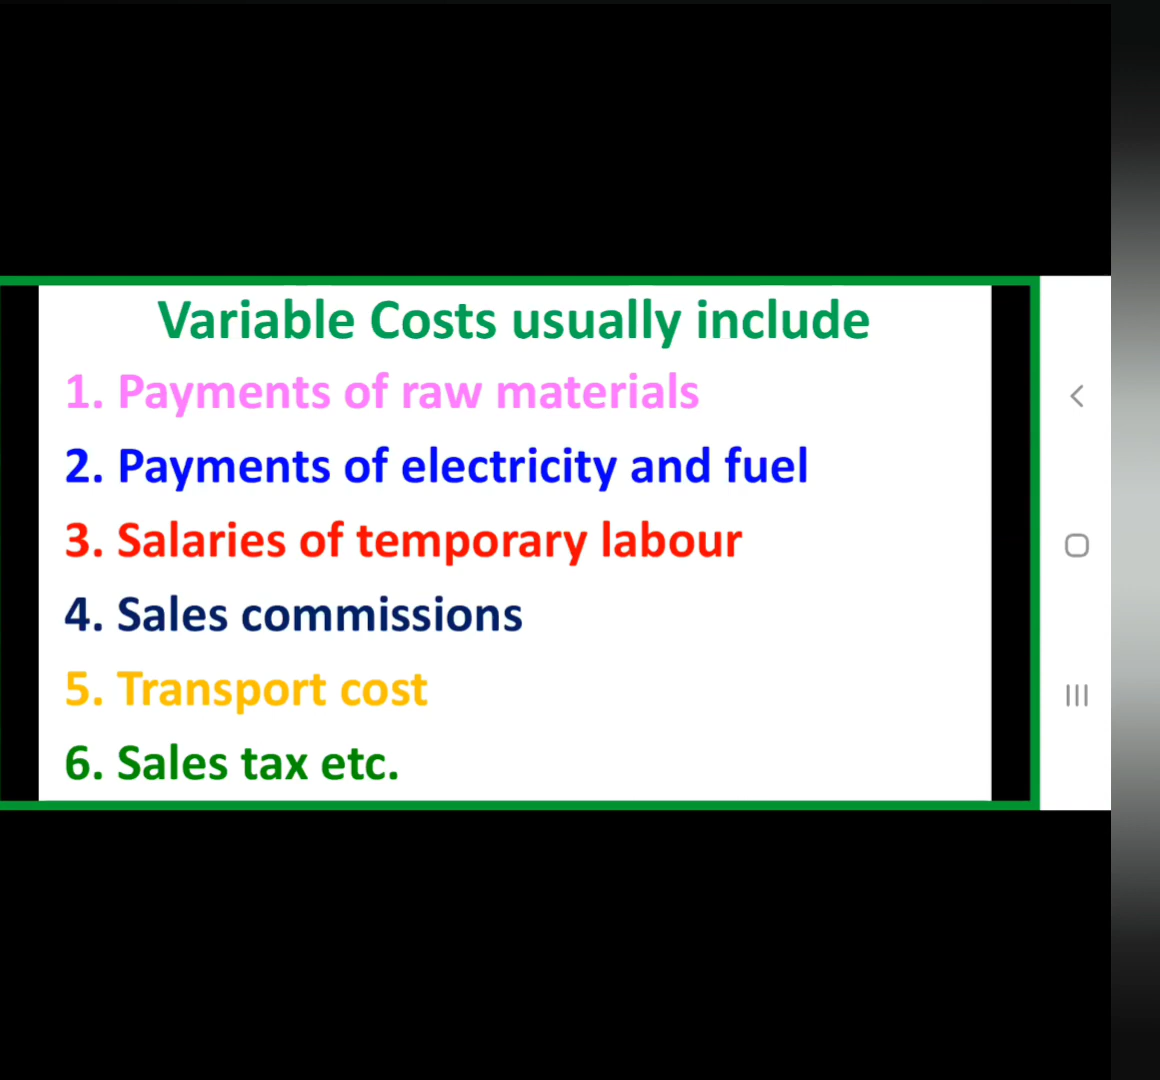 Variable Costs usually include
1. Payments of raw materials
2. Payments of electricity and fuel
3. Salaries of temporary labour
4. Sales commissions
5. Transport cost
6. Sales tax etc.